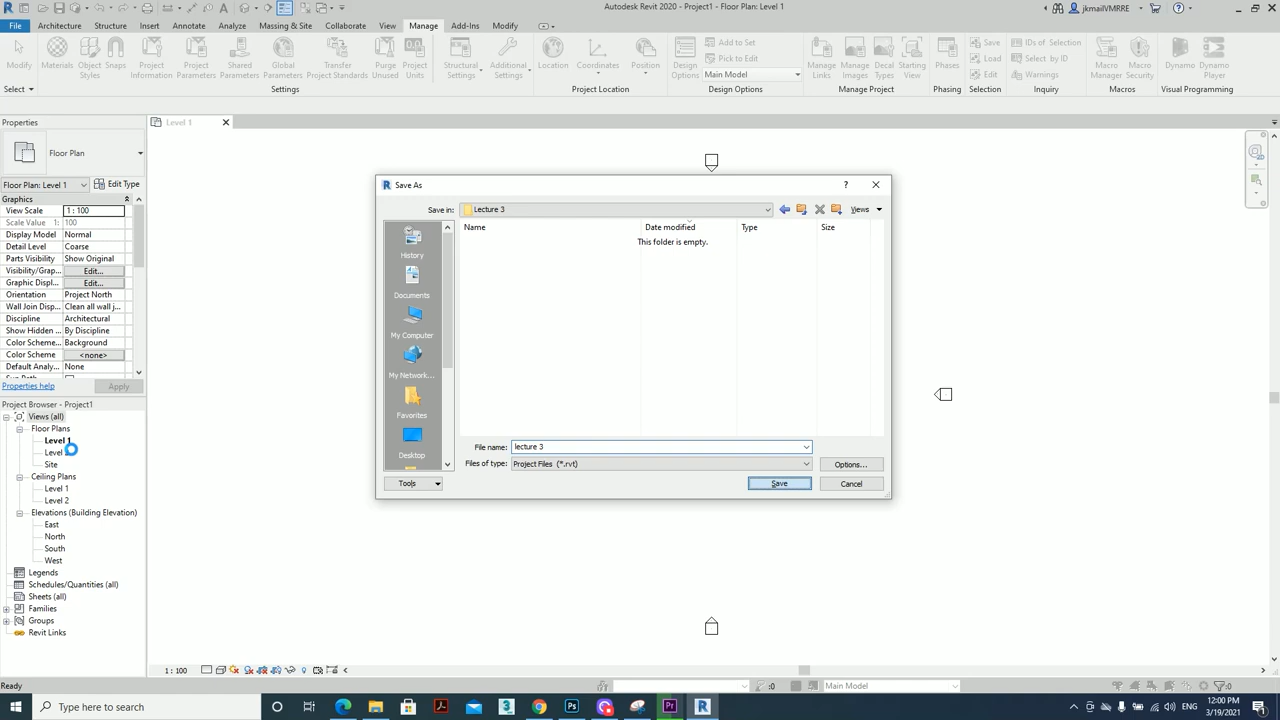 Autodesk Revit 2020 - Project1 - Floor Plan: Level 1
jkmailVMRRE
File Architecture Structure Insert Annotate Analyze Massing & Site Collaborate View Manage Add-Ins Modify
Modify
Materials
Object Styles
Snaps
Project Information
Project Parameters
Shared Parameters
Global Parameters
Transfer Project Standards
Purge Unused
Project Units
Structural Settings
Additional Settings
Location
Coordinates
Position
Design Options
Add to Set
Pick to Edit
Main Model
Manage Links
Manage Images
Decal Types
Starting View
Phases
Save
Load
Edit
IDs of Selection
Select by ID
Warnings
Macro Manager
Macro Security
Dynamo
Dynamo Player
Select Settings Project Location Design Options Manage Project Phasing Selection Inquiry Macros Visual Programming
Properties
Level 1
Floor Plan
Floor Plan: Level 1 Edit Type
Graphics
View Scale 1 : 100
Scale Value 1: 100
Display Model Normal
Detail Level Coarse
Parts Visibility Show Original
Visibility/Grap... Edit...
Graphic Displ... Edit...
Orientation Project North
Wall Join Disp... Clean all wall j...
Discipline Architectural
Show Hidden ... By Discipline
Color Scheme ... Background
Color Scheme <none>
Default Analy... None
Properties help Apply
Project Browser - Project1
Views (all)
Floor Plans
Level 1
Level
Site
Ceiling Plans
Level 1
Level 2
Elevations (Building Elevation)
East
North
South
West
Legends
Schedules/Quantities (all)
Sheets (all)
Families
Groups
Revit Links
Save As
Save in: Lecture 3 Views
Name Date modified Type Size
This folder is empty.
History
Documents
My Computer
My Network...
Favorites
Desktop
File name: lecture 3
Files of type: Project Files (*.rvt) Options...
Tools Save Cancel
1 : 100
Ready :0 Main Model :0
Type here to search
12:00 PM
3/19/2021